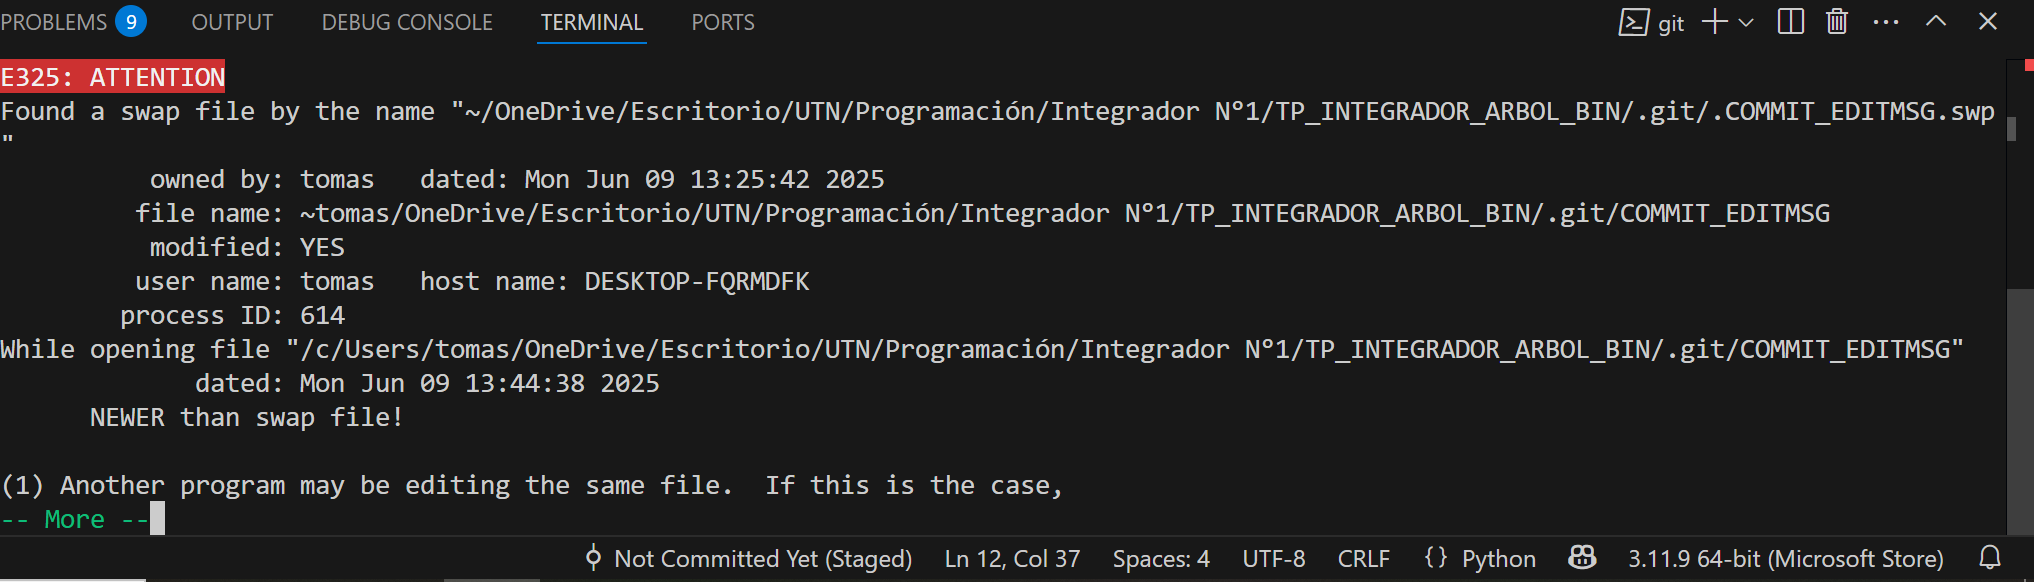 PROBLEMS 9 OUTPUT DEBUG CONSOLE TERMINAL PORTS git
E325: ATTENTION
Found a swap file by the name "~/OneDrive/Escritorio/UTN/Programación/Integrador N°1/TP_INTEGRADOR_ARBOL_BIN/.git/.COMMIT_EDITMSG.swp
"
owned by: tomas dated: Mon Jun 09 13:25:42 2025
file name: ~tomas/OneDrive/Escritorio/UTN/Programación/Integrador N°1/TP_INTEGRADOR_ARBOL_BIN/.git/COMMIT_EDITMSG
modified: YES
user name: tomas host name: DESKTOP-FQRMDFK
process ID: 614
While opening file "/c/Users/tomas/OneDrive/Escritorio/UTN/Programación/Integrador N°1/TP_INTEGRADOR_ARBOL_BIN/.git/COMMIT_EDITMSG"
dated: Mon Jun 09 13:44:38 2025
NEWER than swap file!
(1) Another program may be editing the same file. If this is the case,
-- More --
Not Committed Yet (Staged) Ln 12, Col 37 Spaces: 4 UTF-8 CRLF {} Python 3.11.9 64-bit (Microsoft Store)